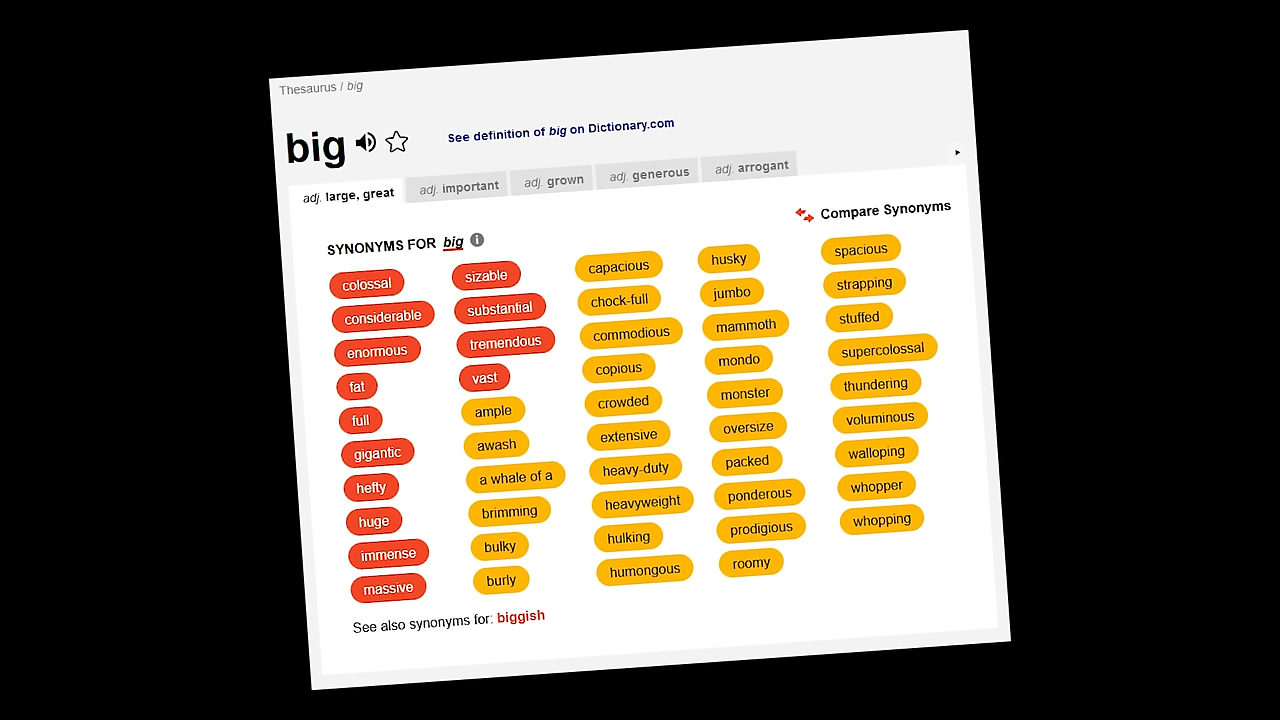 Thesaurus / big
big
See definition of big on Dictionary.com
adj. large, great
adj. important
adj. grown
adj. generous
adj. arrogant
Compare Synonyms
SYNONYMS FOR big
colossal
considerable
enormous
fat
full
gigantic
hefty
huge
immense
massive
sizable
substantial
tremendous
vast
ample
awash
a whale of a
brimming
bulky
burly
capacious
chock-full
commodious
copious
crowded
extensive
heavy-duty
heavyweight
hulking
humongous
husky
jumbo
mammoth
mondo
monster
oversize
packed
ponderous
prodigious
roomy
spacious
strapping
stuffed
supercolossal
thundering
voluminous
walloping
whopper
whopping
See also synonyms for: biggish